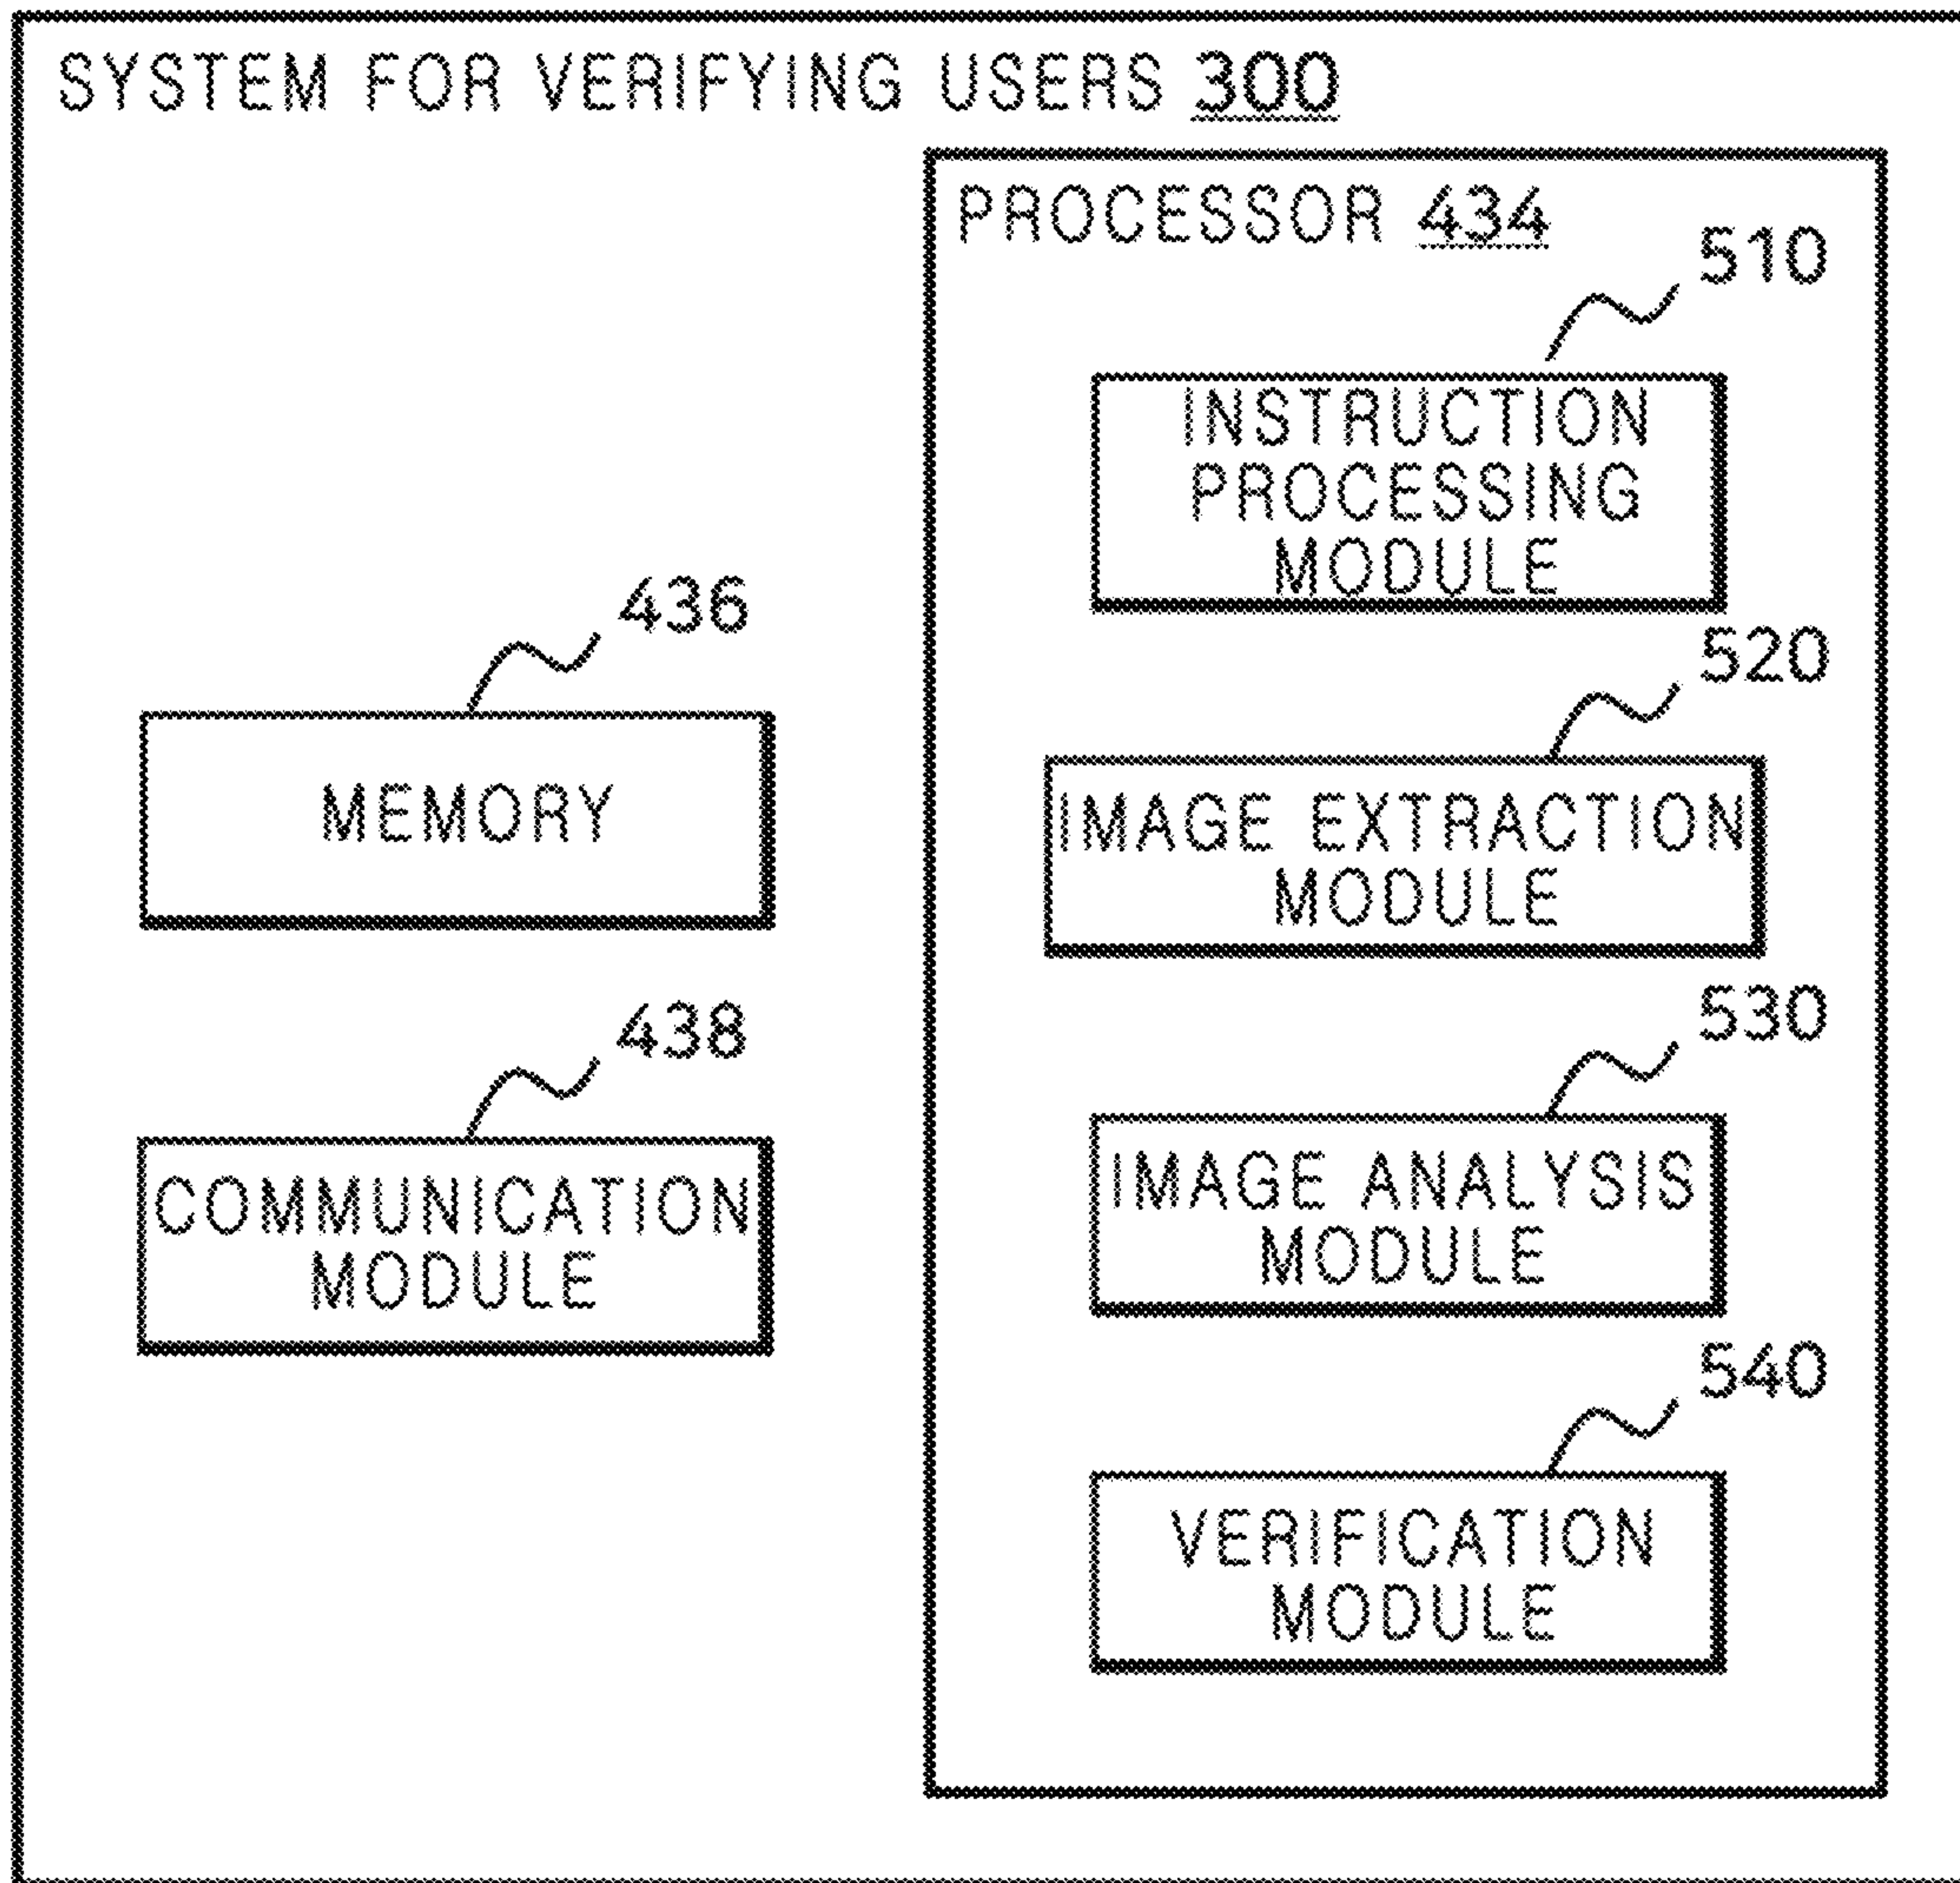 SYSTEM FOR VERIFYING USERS 300
PROCESSOR 434
510
INSTRUCTION
PROCESSING
MODULE
436
MEMORY
520
IMAGE EXTRACTION
MODULE
438
COMMUNICATION
MODULE
530
IMAGE ANALYSIS
MODULE
540
VERIFICATION
MODULE